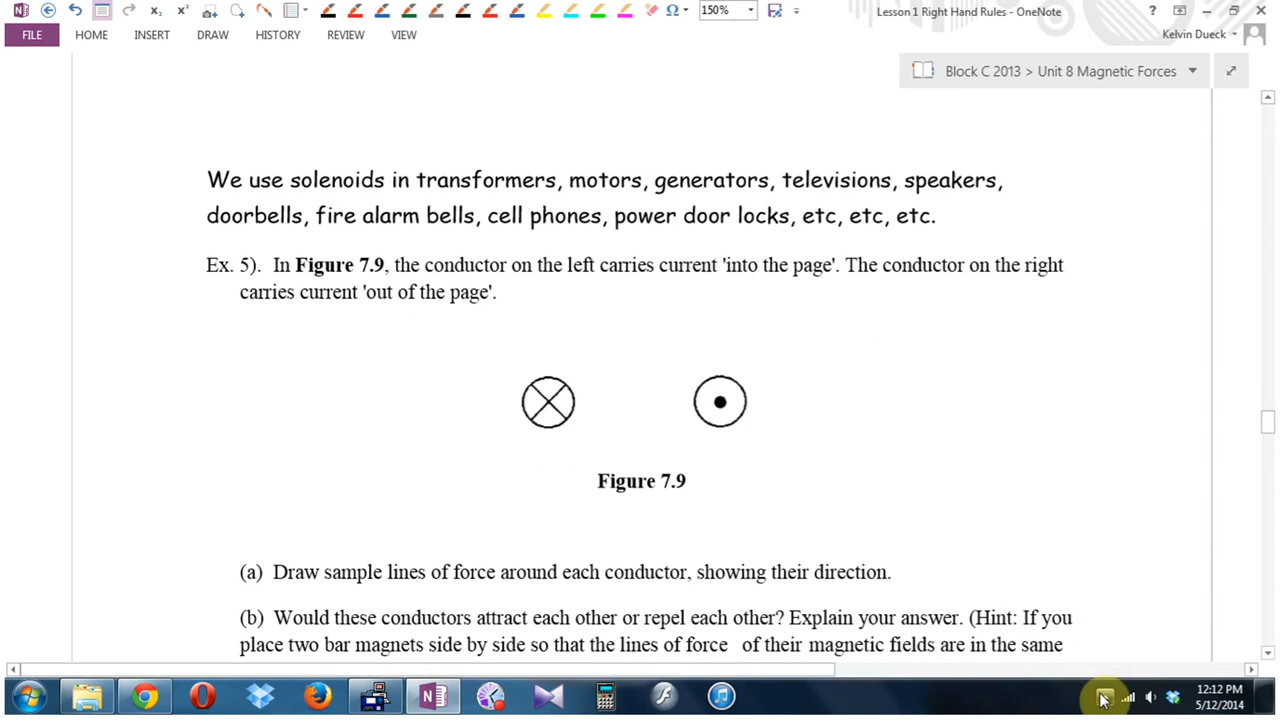 150%
Lesson 1 Right Hand Rules - OneNote
FILE HOME INSERT DRAW HISTORY REVIEW VIEW
Kelvin Dueck
Block C 2013 > Unit 8 Magnetic Forces
We use solenoids in transformers, motors, generators, televisions, speakers,
doorbells, fire alarm bells, cell phones, power door locks, etc, etc, etc.
Ex. 5). In Figure 7.9, the conductor on the left carries current 'into the page'. The conductor on the right
carries current 'out of the page'.
Figure 7.9
(a) Draw sample lines of force around each conductor, showing their direction.
(b) Would these conductors attract each other or repel each other? Explain your answer. (Hint: If you
place two bar magnets side by side so that the lines of force of their magnetic fields are in the same
12:12 PM
5/12/2014